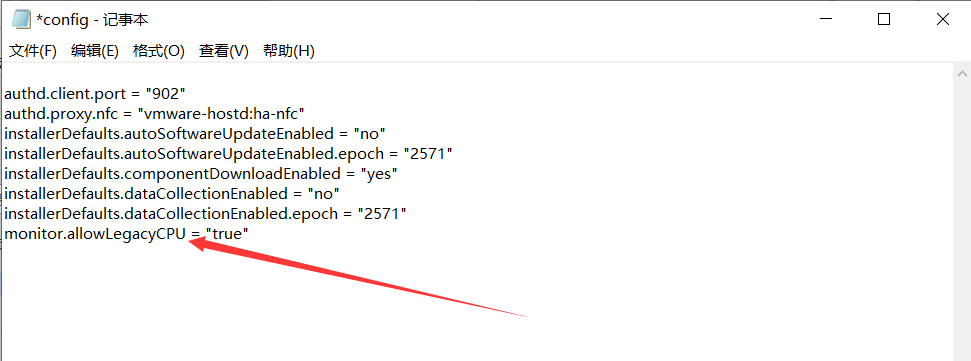 *config - 记事本
文件(F) 编辑(E) 格式(O) 查看(V) 帮助(H)
authd.client.port = "902"
authd.proxy.nfc = "vmware-hostd:ha-nfc"
installerDefaults.autoSoftwareUpdateEnabled = "no"
installerDefaults.autoSoftwareUpdateEnabled.epoch = "2571"
installerDefaults.componentDownloadEnabled = "yes"
installerDefaults.dataCollectionEnabled = "no"
installerDefaults.dataCollectionEnabled.epoch = "2571"
monitor.allowLegacyCPU = "true"